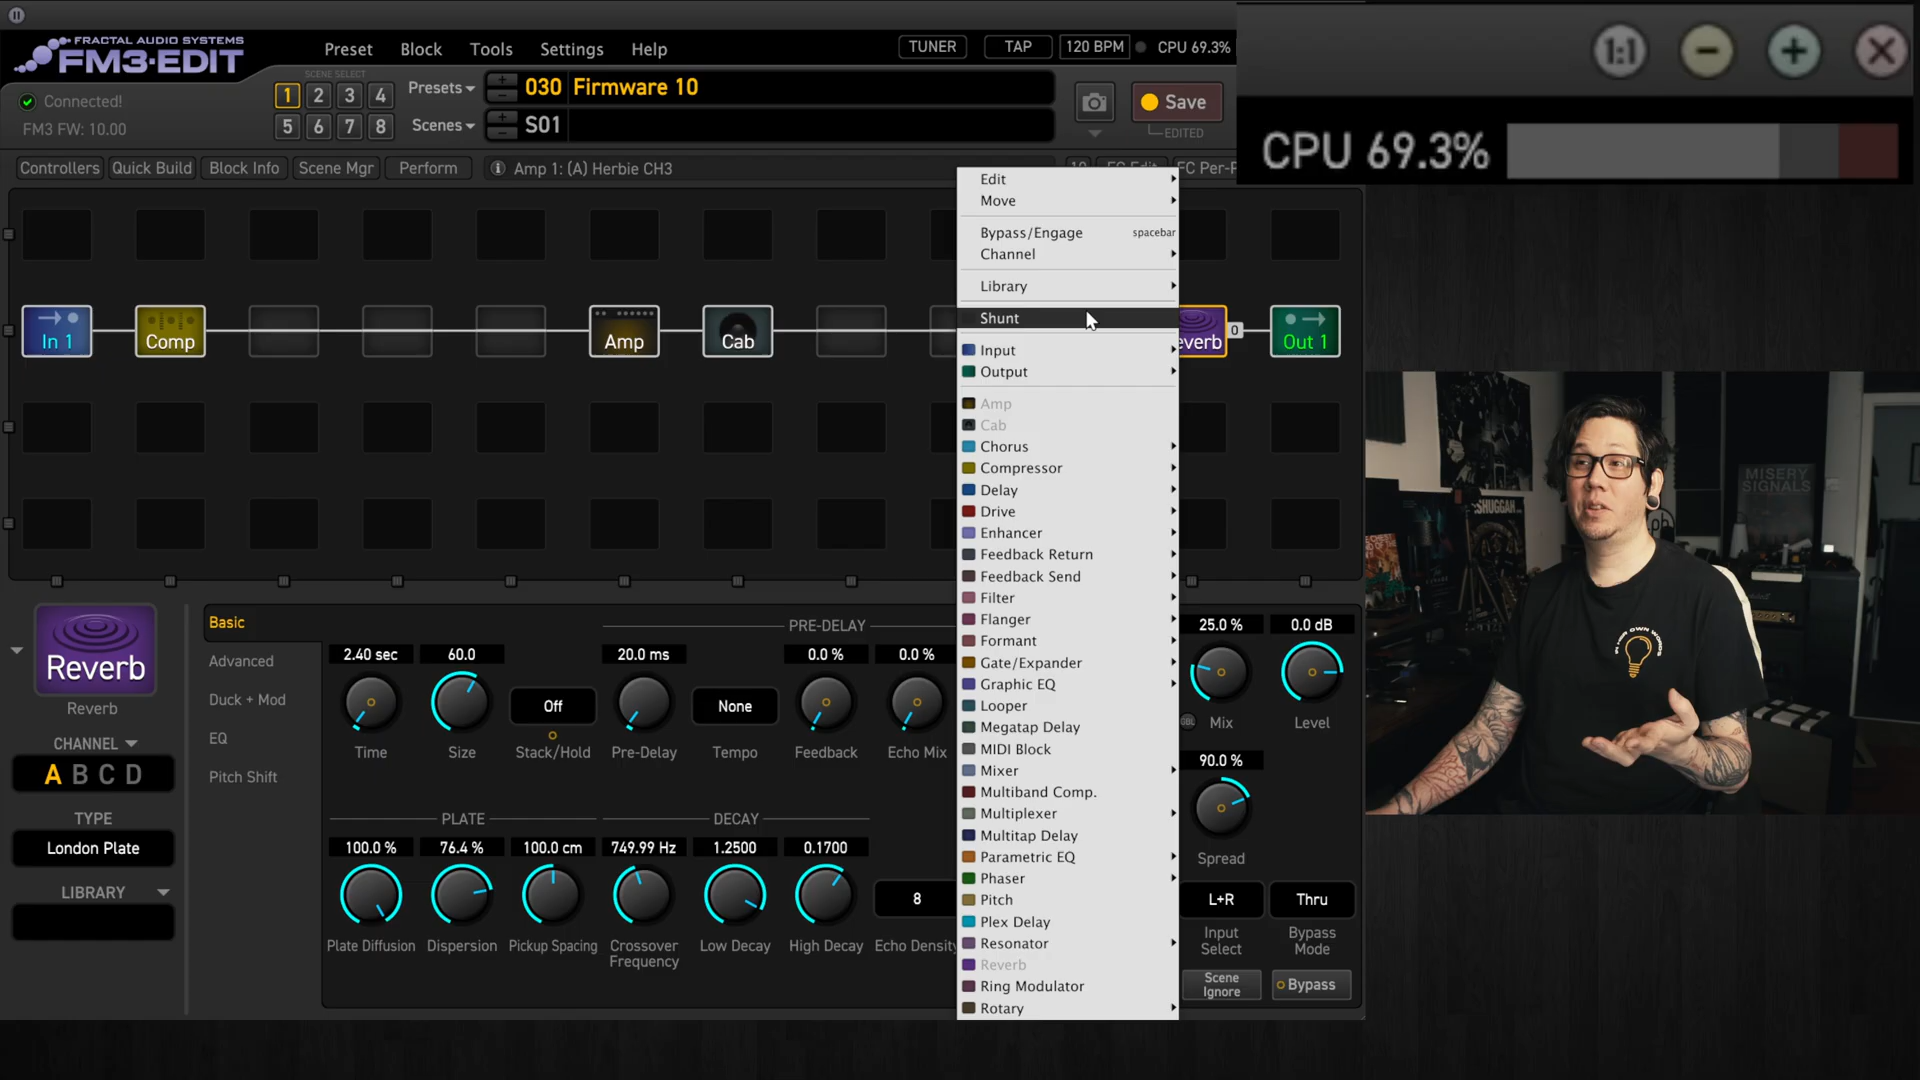 FRACTAL AUDIO SYSTEMS
FM3-EDIT
Preset Block Tools Settings Help
TUNER TAP 120 BPM CPU 69.3%
1:1
CPU 69.3%
SCENE SELECT
1 2 3 4
5 6 7 8
Presets 030 Firmware 10
Scenes S01
Save
EDITED
Connected!
FM3 FW: 10.00
Controllers Quick Build Block Info Scene Mgr Perform Amp 1: (A) Herbie CH3
In 1 Comp Amp Cab everb 0 Out 1
Edit
Move
Bypass/Engage spacebar
Channel
Library
Shunt
Input
Output
Amp
Cab
Chorus
Compressor
Delay
Drive
Enhancer
Feedback Return
Feedback Send
Filter
Flanger
Formant
Gate/Expander
Graphic EQ
Looper
Megatap Delay
MIDI Block
Mixer
Multiband Comp.
Multiplexer
Multitap Delay
Parametric EQ
Phaser
Pitch
Plex Delay
Resonator
Reverb
Ring Modulator
Rotary
Reverb
Reverb
CHANNEL
A B C D
TYPE
London Plate
LIBRARY
Basic
Advanced
Duck + Mod
EQ
Pitch Shift
PRE-DELAY
2.40 sec 60.0 20.0 ms 0.0 % 0.0 %
Off None
Time Size Stack/Hold Pre-Delay Tempo Feedback Echo Mix
PLATE DECAY
100.0 % 76.4 % 100.0 cm 749.99 Hz 1.2500 0.1700
8
Plate Diffusion Dispersion Pickup Spacing Crossover Frequency Low Decay High Decay Echo Density
25.0 % 0.0 dB
Mix Level
90.0 %
Spread
L+R Thru
Input Select Bypass Mode
Scene Ignore Bypass
MISERY
SIGNALS